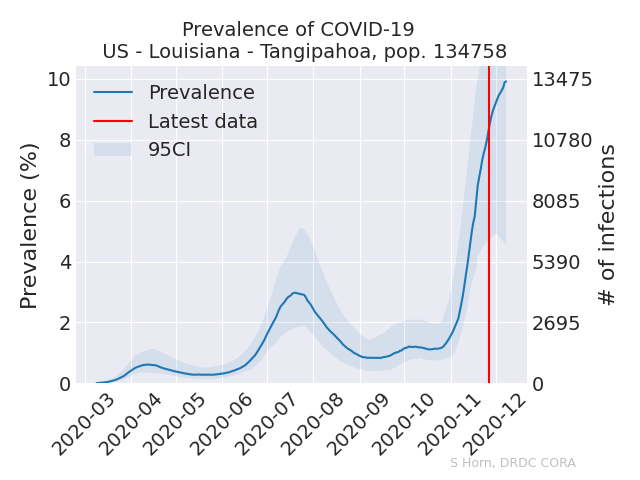 Prevalence of COVID-19
US - Louisiana - Tangipahoa, pop. 134758
Prevalence
Latest data
95CI
Prevalence (%)
10
8
6
4
2
0
13475
10780
8085
5390
2695
0
# of infections
2020-03
2020-04
2020-05
2020-06
2020-07
2020-08
2020-09
2020-10
2020-11
2020-12
S Horn, DRDC CORA